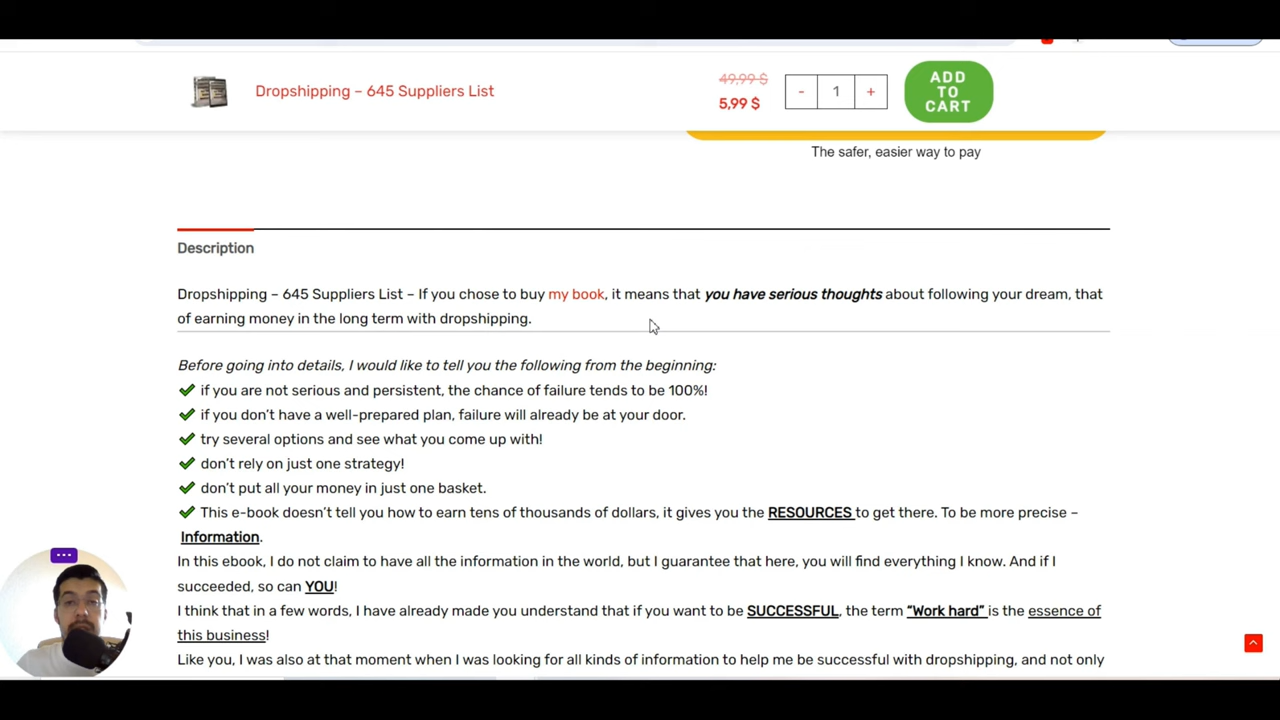 Dropshipping – 645 Suppliers List
49,99 $
5,99 $
- 1 +
ADD
TO
CART
The safer, easier way to pay
Description
Dropshipping – 645 Suppliers List – If you chose to buy my book, it means that you have serious thoughts about following your dream, that
of earning money in the long term with dropshipping.
Before going into details, I would like to tell you the following from the beginning:
if you are not serious and persistent, the chance of failure tends to be 100%!
if you don't have a well-prepared plan, failure will already be at your door.
try several options and see what you come up with!
don't rely on just one strategy!
don't put all your money in just one basket.
This e-book doesn't tell you how to earn tens of thousands of dollars, it gives you the RESOURCES to get there. To be more precise –
Information.
In this ebook, I do not claim to have all the information in the world, but I guarantee that here, you will find everything I know. And if I
succeeded, so can YOU!
I think that in a few words, I have already made you understand that if you want to be SUCCESSFUL, the term “Work hard” is the essence of
this business!
Like you, I was also at that moment when I was looking for all kinds of information to help me be successful with dropshipping, and not only